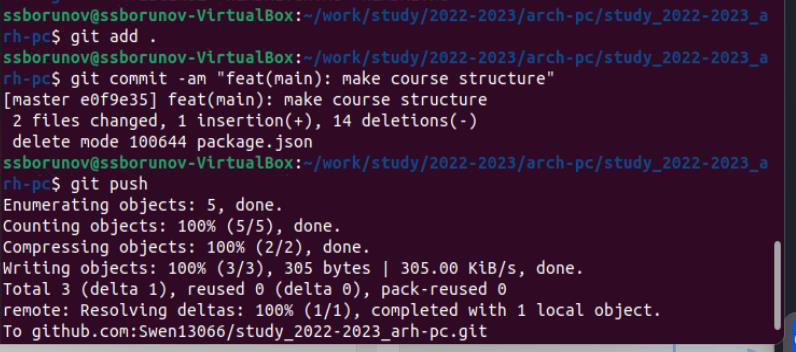 ssborunov@ssborunov-VirtualBox:~/work/study/2022-2023/arch-pc/study_2022-2023_a
rh-pc$ git add .
ssborunov@ssborunov-VirtualBox:~/work/study/2022-2023/arch-pc/study_2022-2023_a
rh-pc$ git commit -am "feat(main): make course structure"
[master e0f9e35] feat(main): make course structure
 2 files changed, 1 insertion(+), 14 deletions(-)
 delete mode 100644 package.json
ssborunov@ssborunov-VirtualBox:~/work/study/2022-2023/arch-pc/study_2022-2023_a
rh-pc$ git push
Enumerating objects: 5, done.
Counting objects: 100% (5/5), done.
Compressing objects: 100% (2/2), done.
Writing objects: 100% (3/3), 305 bytes | 305.00 KiB/s, done.
Total 3 (delta 1), reused 0 (delta 0), pack-reused 0
remote: Resolving deltas: 100% (1/1), completed with 1 local object.
To github.com:Swen13066/study_2022-2023_arh-pc.git